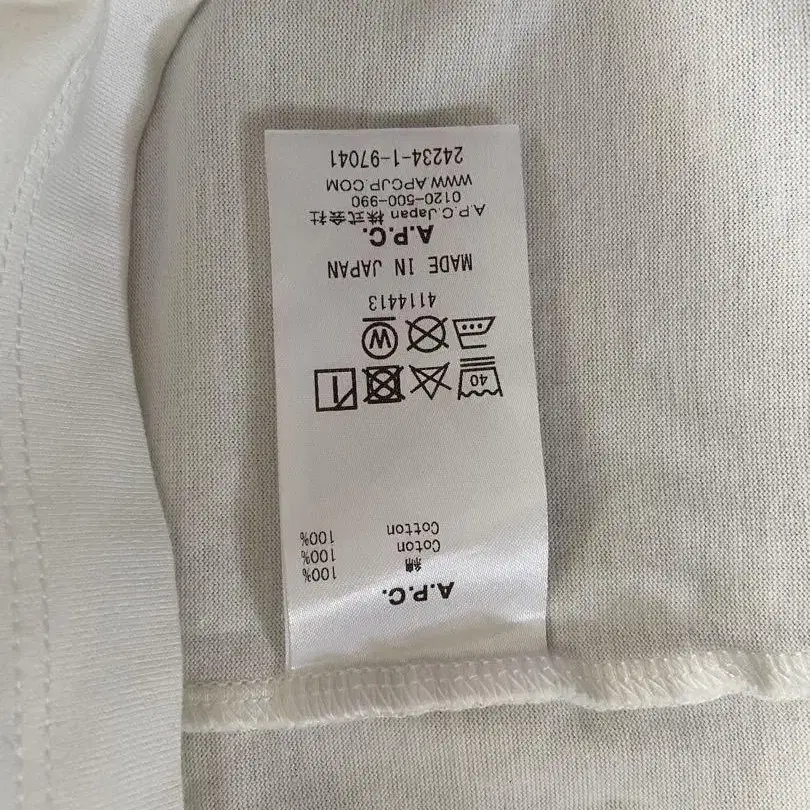 A.P.C.
綿 100%
Coton 100%
Cotton 100%
40
W
4114413
MADE IN JAPAN
A.P.C.
A.P.C.Japan 株式会社
0120-500-990
WWW.APCJP.COM
24234-1-97041